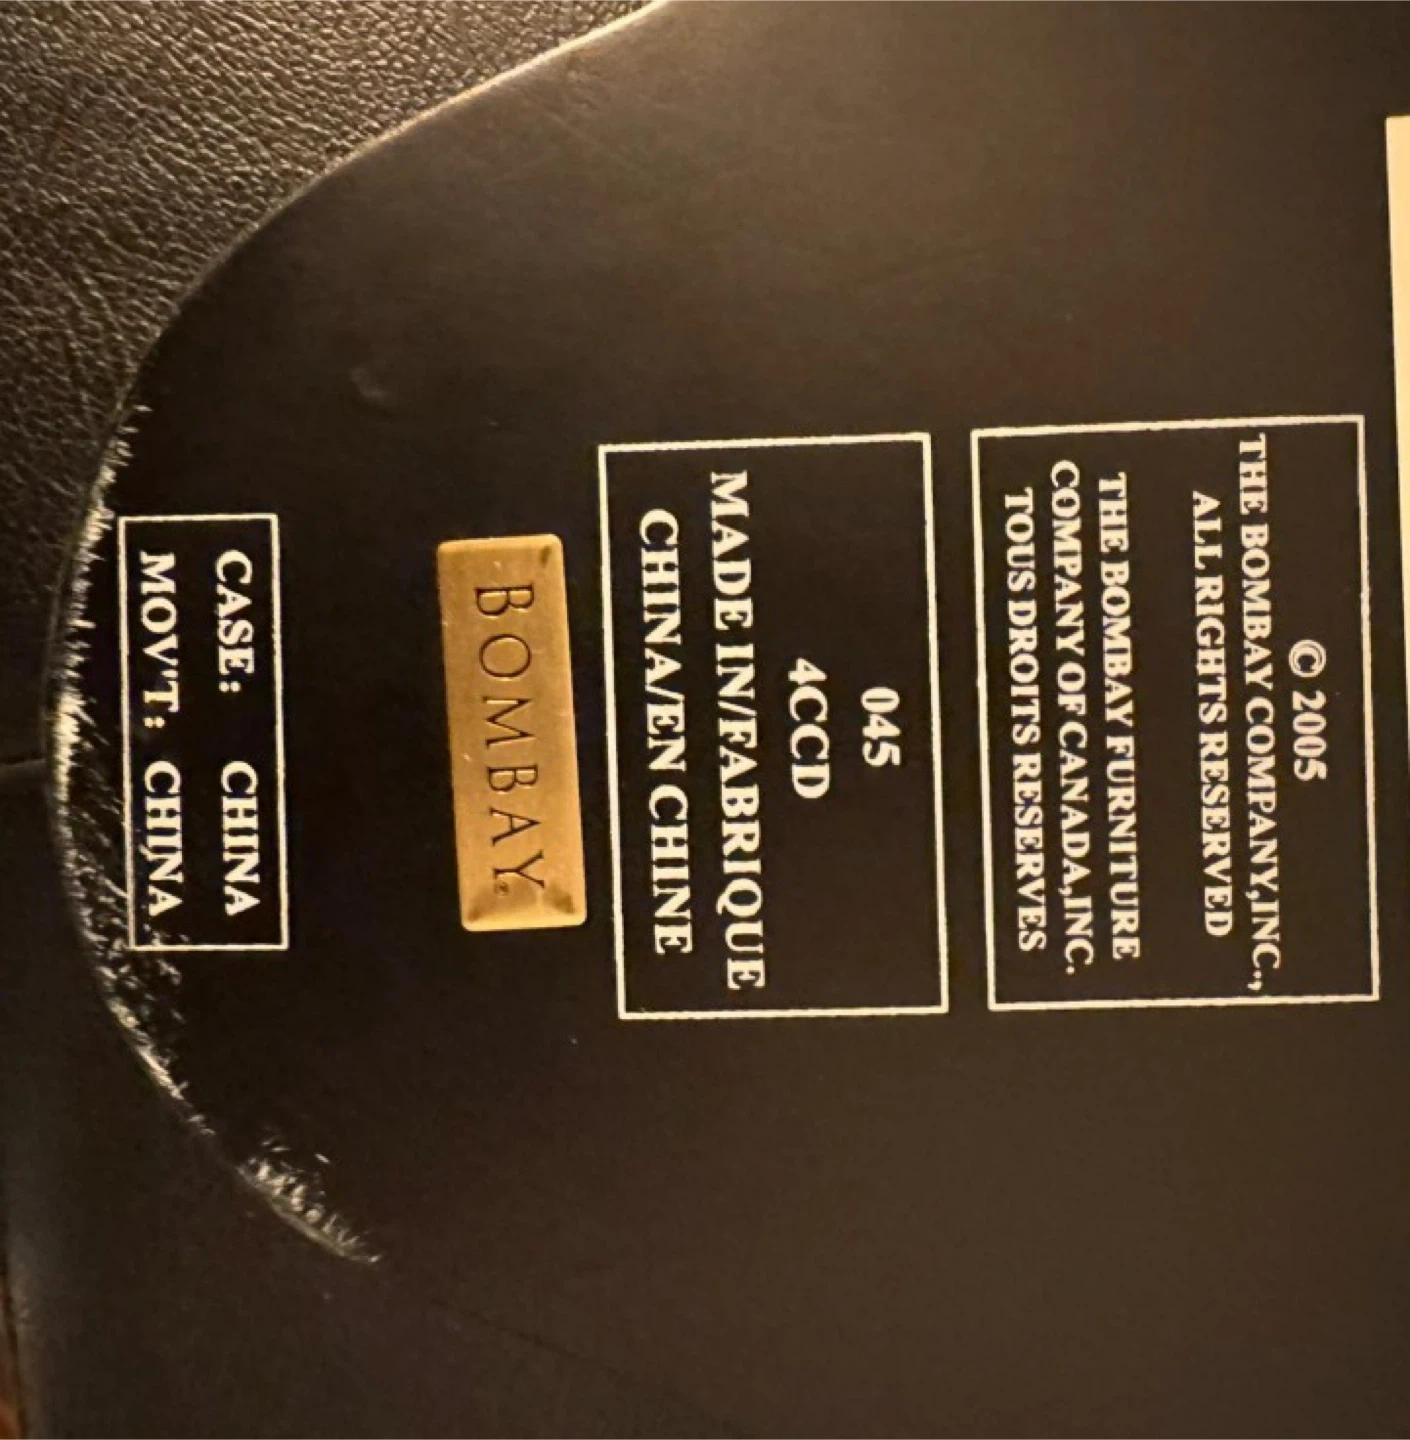 © 2005
THE BOMBAY COMPANY,INC.,
ALL RIGHTS RESERVED
THE BOMBAY FURNITURE
COMPANY OF CANADA,INC.
TOUS DROITS RESERVES
045
4CCD
MADE IN/FABRIQUE
CHINA/EN CHINE
BOMBAY®
CASE: CHINA
MOV'T: CHINA